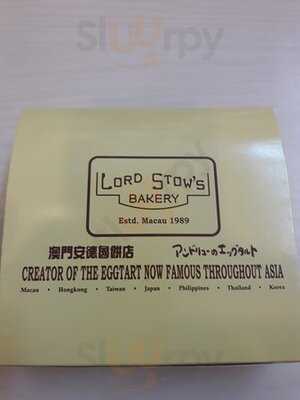 Sluurpy
LORD STOW'S
BAKERY
Estd. Macau 1989
澳門安德魯餅店 アンドリューのエッグタルト
CREATOR OF THE EGGTART NOW FAMOUS THROUGHOUT ASIA
Macau • Hongkong • Taiwan • Japan • Philippines • Thailand • Korea
Sluurpy